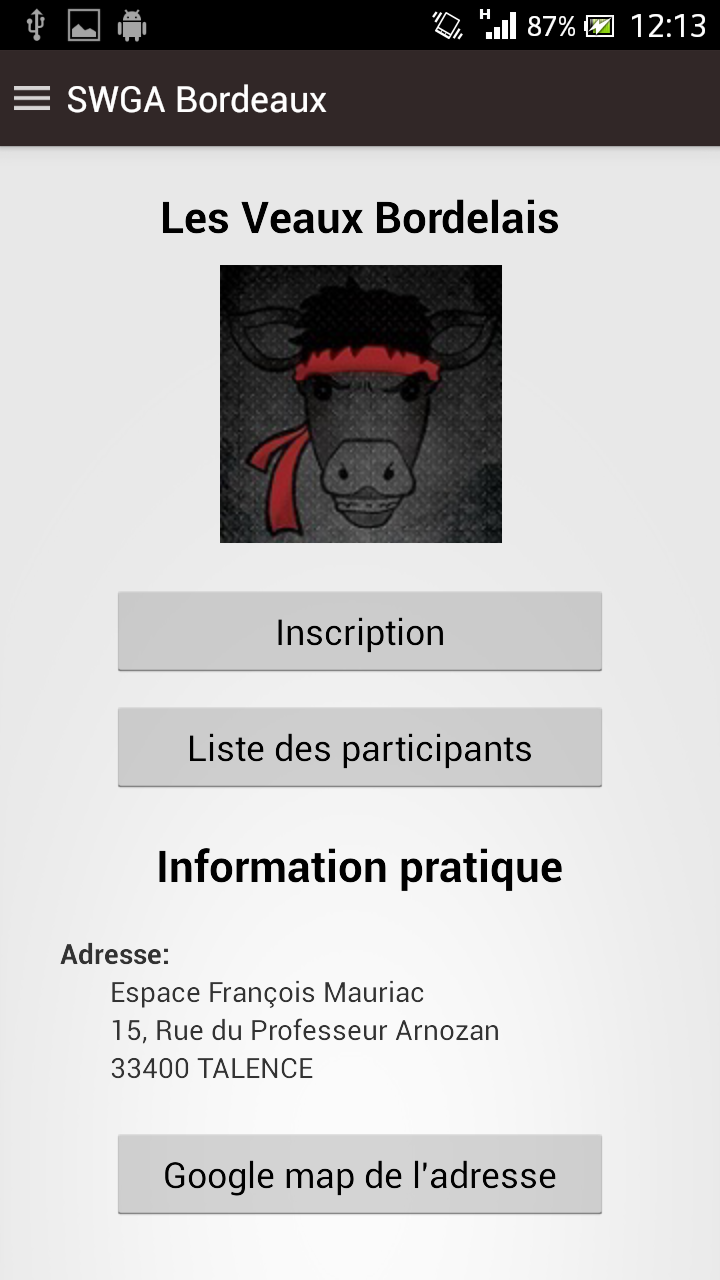 H 87% 12:13
SWGA Bordeaux
Les Veaux Bordelais
Inscription
Liste des participants
Information pratique
Adresse:
Espace François Mauriac
15, Rue du Professeur Arnozan
33400 TALENCE
Google map de l'adresse